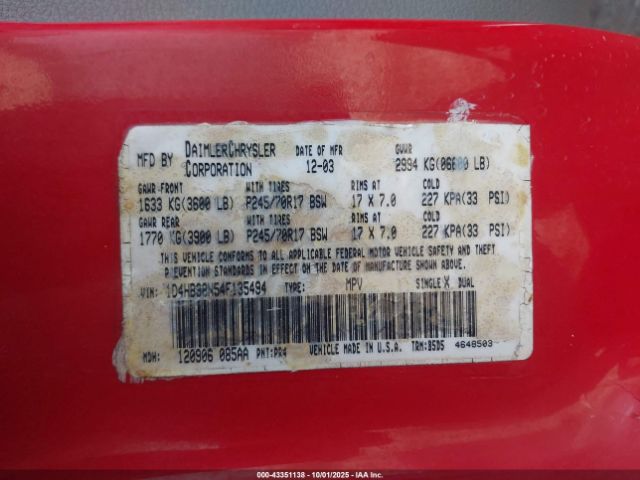 MFD BY DAIMLERCHRYSLER CORPORATION DATE OF MFR 12-03 GVWR 2994 KG(06600 LB)
GAWR-FRONT WITH TIRES RIMS AT COLD
1633 KG(3600 LB) P245/70R17 BSW 17 X 7.0 227 KPA(33 PSI)
GAWR REAR WITH TIRES RIMS AT COLD
1770 KG(3900 LB) P245/70R17 BSW 17 X 7.0 227 KPA(33 PSI)
THIS VEHICLE CONFORMS TO ALL APPLICABLE FEDERAL MOTOR VEHICLE SAFETY AND THEFT
PREVENTION STANDARDS IN EFFECT ON THE DATE OF MANUFACTURE SHOWN ABOVE.
VIN: TYPE: MPV SINGLE X DUAL
MDH: 120906 085AA PNT:PR4 VEHICLE MADE IN U.S.A. TRM:D5D5 4648503
(IAA) 43351138 - 10/01/2025 - IAA Inc.